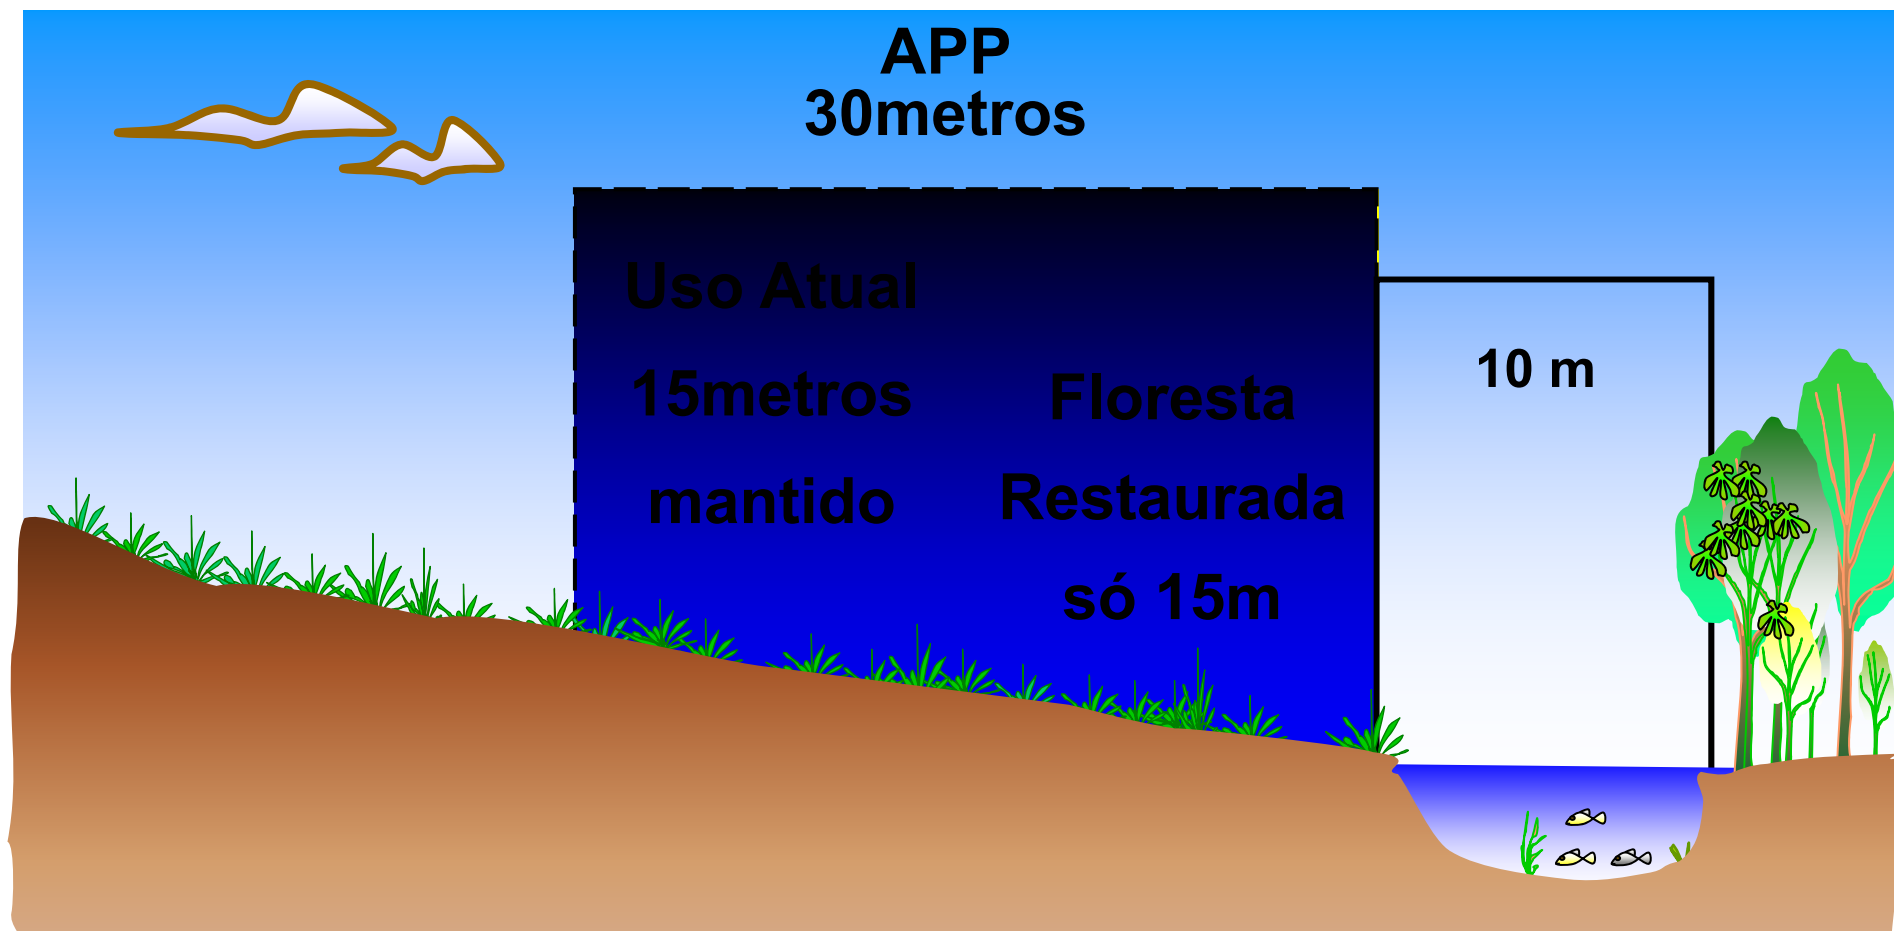 APP
30metros
Uso Atual
15metros
mantido
Floresta
Restaurada
só 15m
10 m